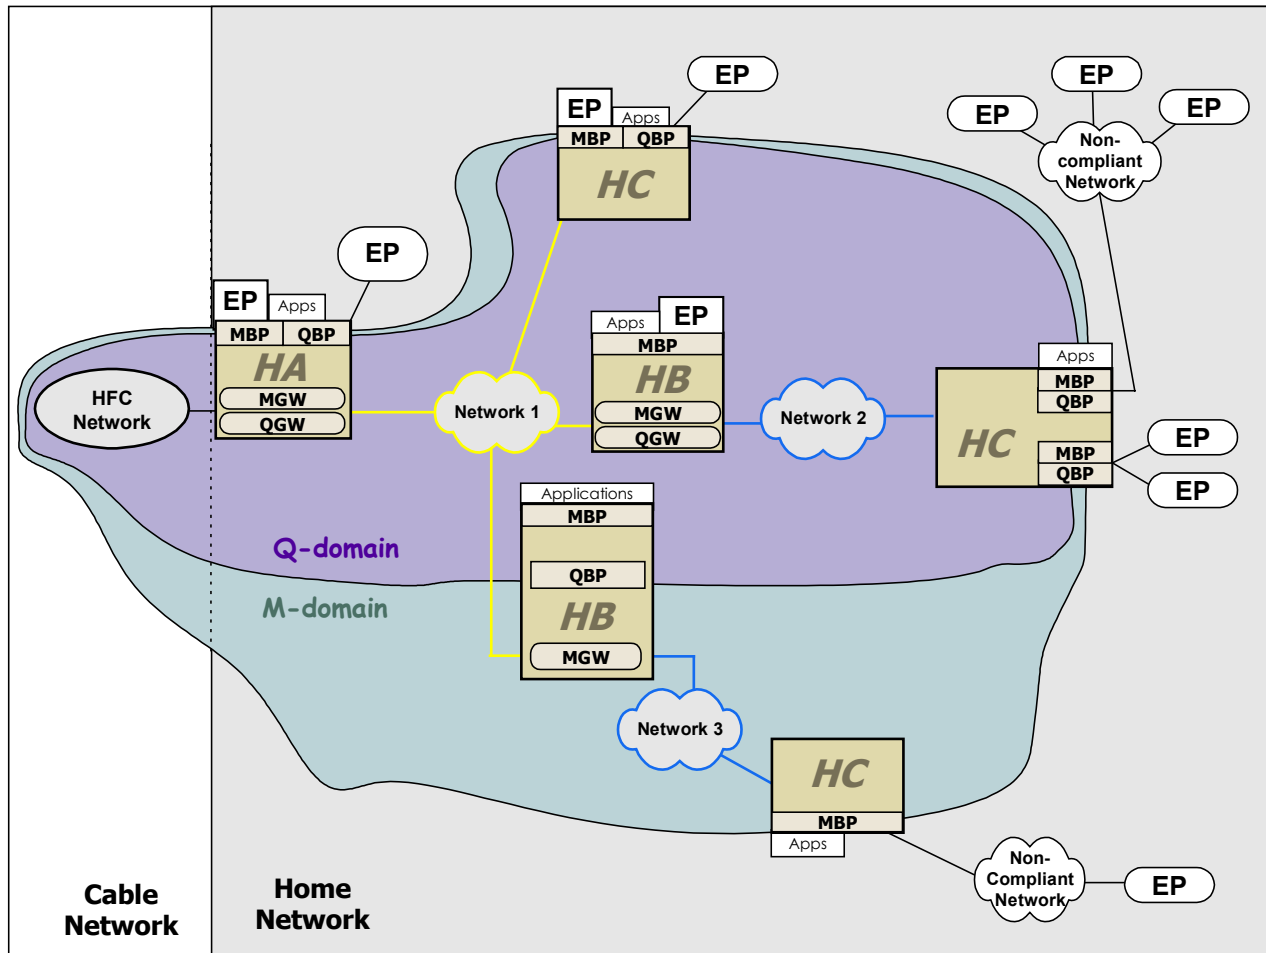 EP
EP
EP
EP
EP
Apps
MBP
QBP
HC
Non-
compliant
Network
EP
EP
Apps
MBP
QBP
HA
MGW
QGW
HFC
Network
Apps
EP
MBP
HB
MGW
QGW
Network 1
Network 2
Apps
MBP
QBP
HC
MBP
QBP
EP
EP
Applications
MBP
QBP
HB
MGW
Q-domain
M-domain
Network 3
HC
MBP
Apps
Non-
Compliant
Network
EP
Cable
Network
Home
Network